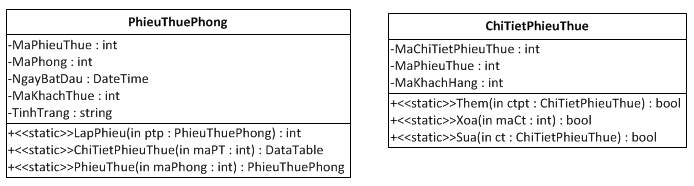 PhieuThuePhong
-MaPhieuThue : int
-MaPhong : int
-NgayBatDau : DateTime
-MaKhachThue : int
-TinhTrang : string
+<<static>>LapPhieu(in ptp : PhieuThuePhong) : int
+<<static>>ChiTietPhieuThue(in maPT : int) : DataTable
+<<static>>PhieuThue(in maPhong : int) : PhieuThuePhong
ChiTietPhieuThue
-MaChiTietPhieuThue : int
-MaPhieuThue : int
-MaKhachHang : int
+<<static>>Them(in ctpt : ChiTietPhieuThue) : bool
+<<static>>Xoa(in maCt : int) : bool
+<<static>>Sua(in ct : ChiTietPhieuThue) : bool